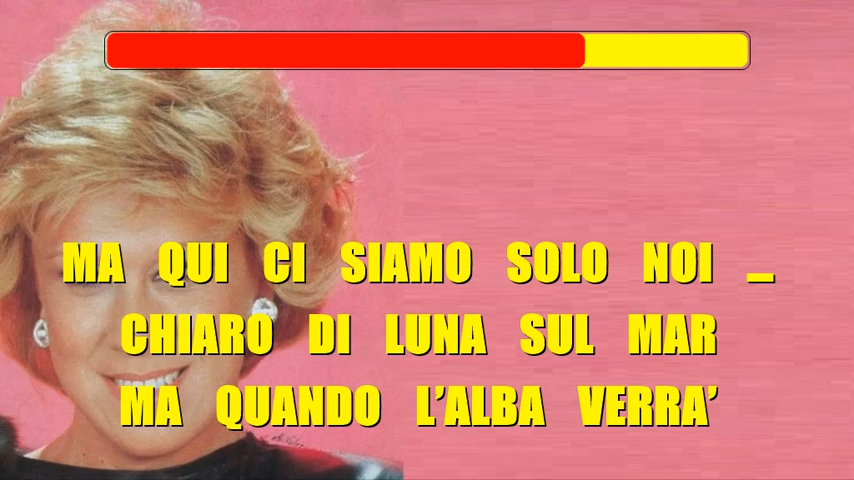 MA QUI CI SIAMO SOLO NOI ...
CHIARO DI LUNA SUL MAR
MA QUANDO L'ALBA VERRA'